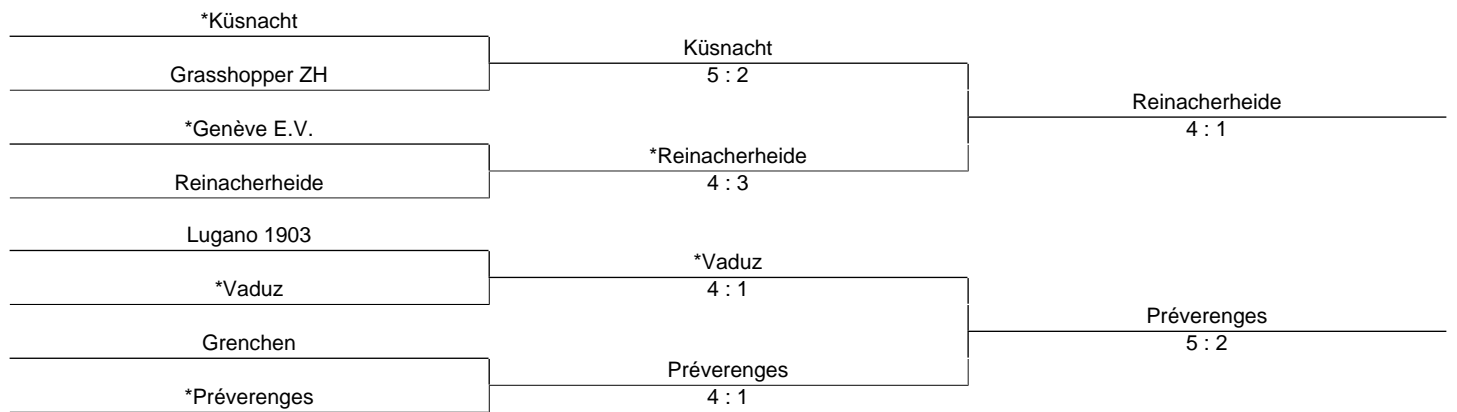 *Küsnacht
Grasshopper ZH
*Genève E.V.
Reinacherheide
Lugano 1903
*Vaduz
Grenchen
*Préverenges
Küsnacht
5 : 2
*Reinacherheide
4 : 3
*Vaduz
4 : 1
Préverenges
4 : 1
Reinacherheide
4 : 1
Préverenges
5 : 2